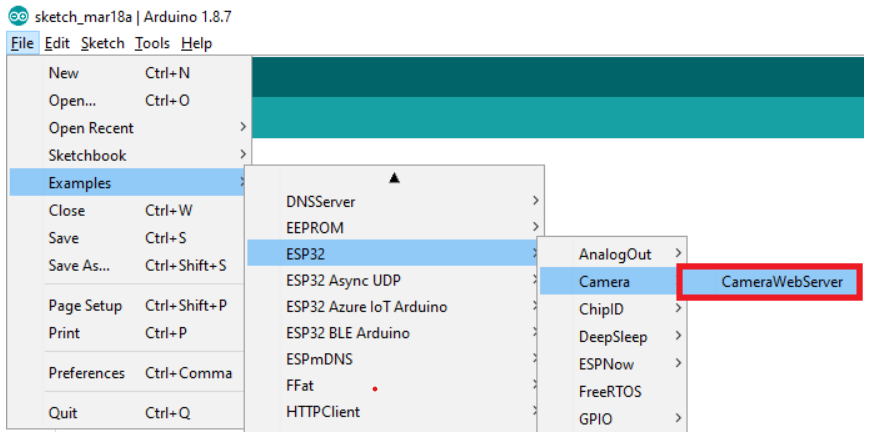 sketch_mar18a | Arduino 1.8.7
File Edit Sketch Tools Help
New Ctrl+N
Open... Ctrl+O
Open Recent
Sketchbook
Examples
Close Ctrl+W
Save Ctrl+S
Save As... Ctrl+Shift+S
Page Setup Ctrl+Shift+P
Print Ctrl+P
Preferences Ctrl+Comma
Quit Ctrl+Q
DNSServer
EEPROM
ESP32
ESP32 Async UDP
ESP32 Azure IoT Arduino
ESP32 BLE Arduino
ESPmDNS
FFat
HTTPClient
AnalogOut
Camera
ChipID
DeepSleep
ESPNow
FreeRTOS
GPIO
CameraWebServer